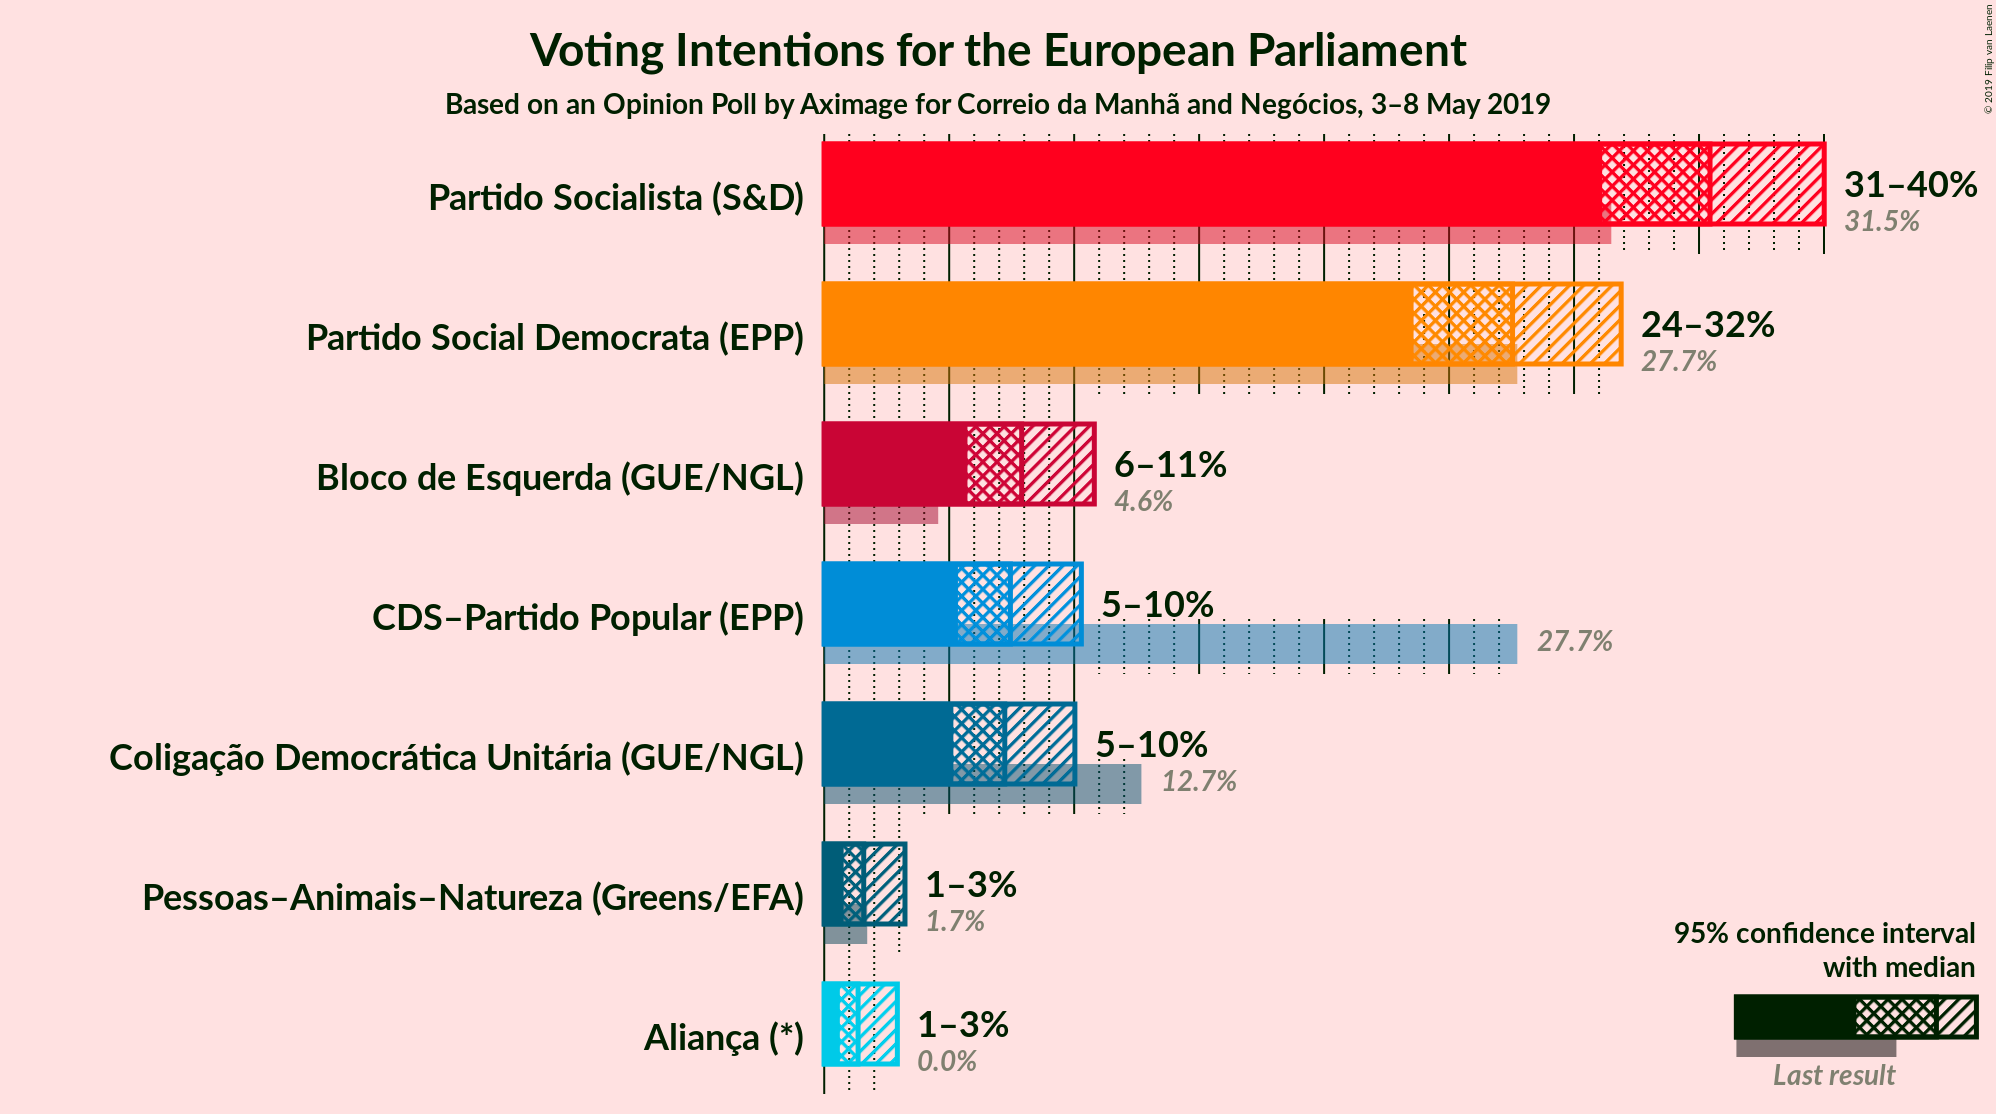 Voting Intentions for the European Parliament
Based on an Opinion Poll by Aximage for Correio da Manhã and Negócios, 3–8 May 2019
© 2019 Filip van Laenen
Partido Socialista (S&D)
31–40%
31.5%
Partido Social Democrata (EPP)
24–32%
27.7%
Bloco de Esquerda (GUE/NGL)
6–11%
4.6%
CDS–Partido Popular (EPP)
5–10%
27.7%
Coligação Democrática Unitária (GUE/NGL)
5–10%
12.7%
Pessoas–Animais–Natureza (Greens/EFA)
1–3%
1.7%
Aliança (*)
1–3%
0.0%
95% confidence interval
with median
Last result